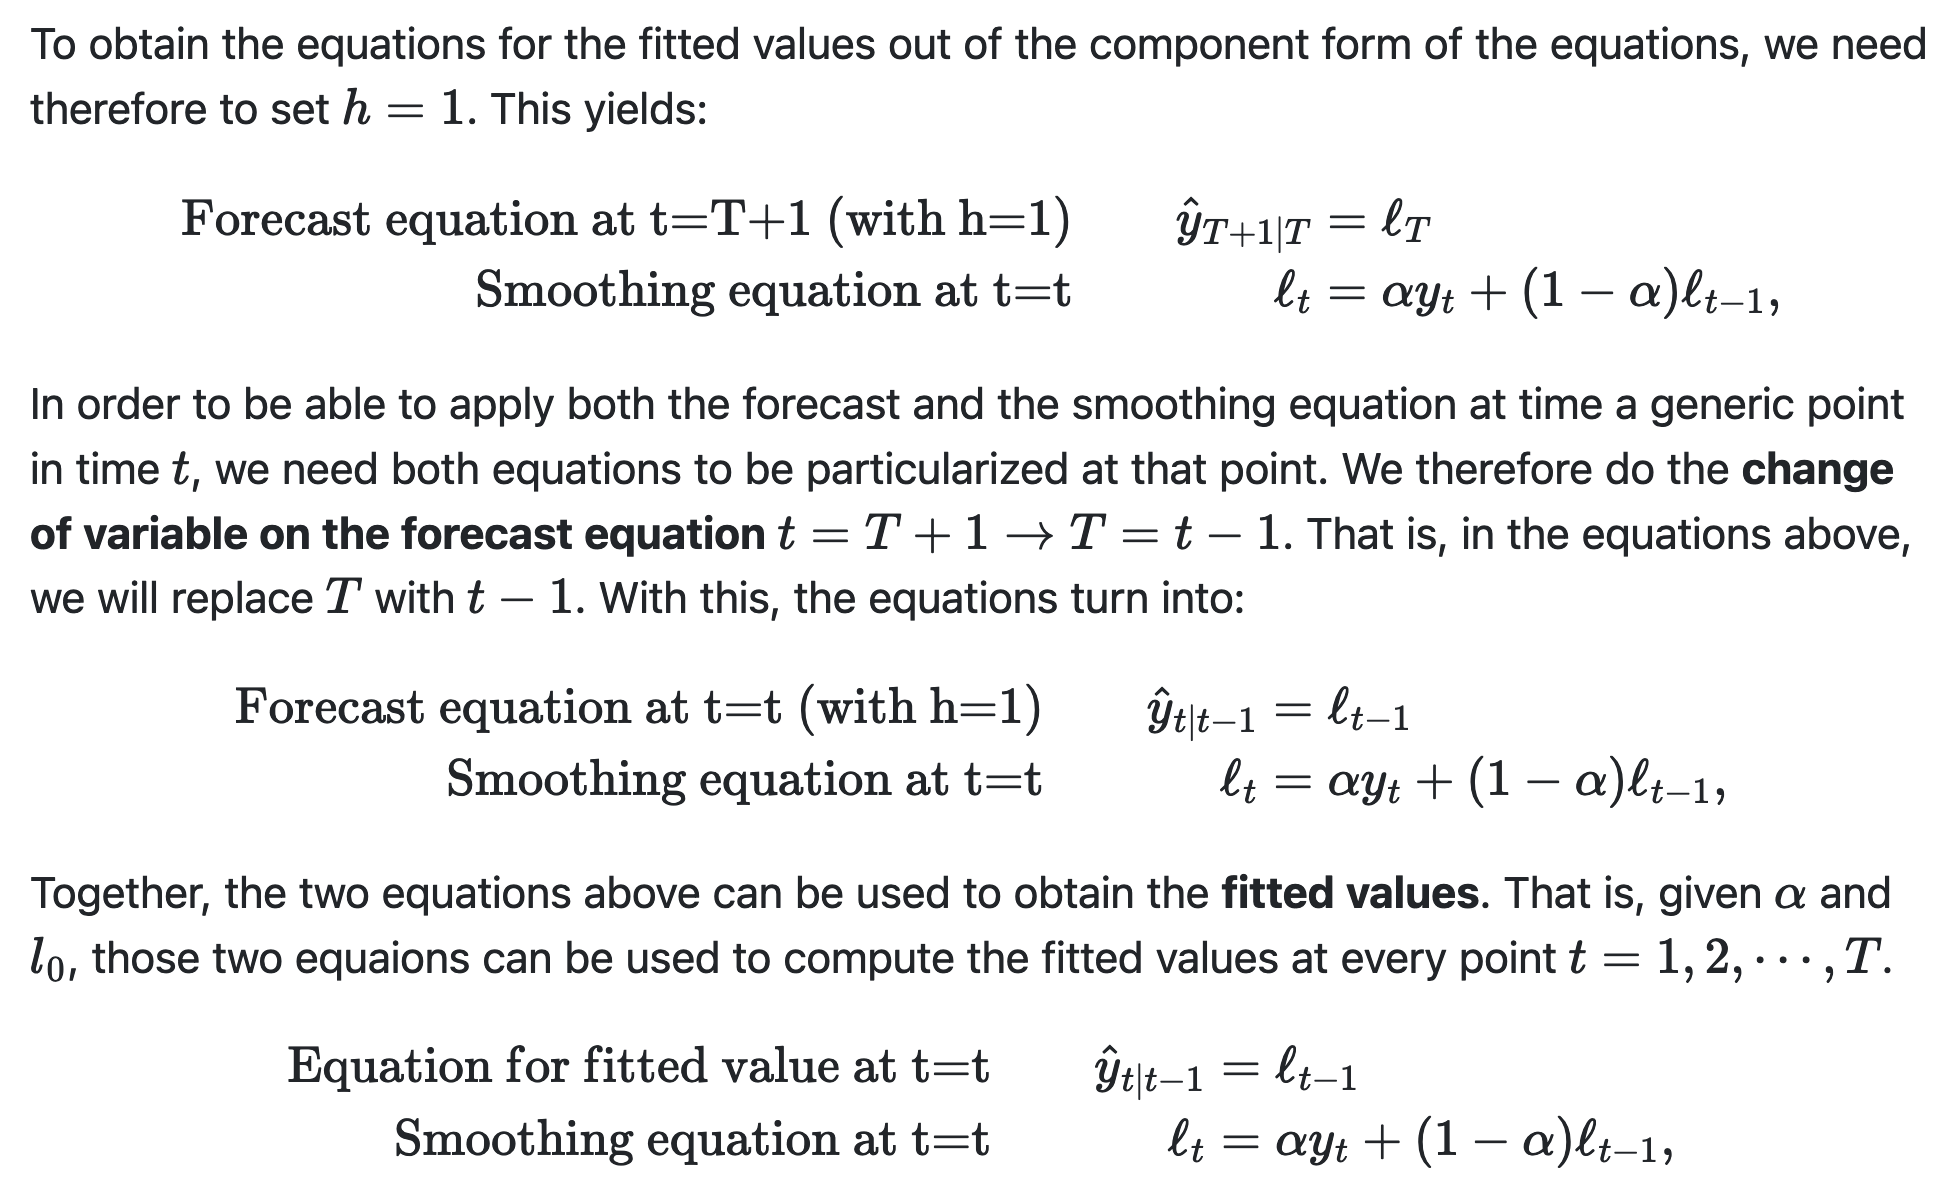 To obtain the equations for the fitted values out of the component form of the equations, we need
therefore to set h = 1. This yields:
Forecast equation at t=T+1 (with h=1) ŷ_{T+1|T} = ℓ_T
Smoothing equation at t=t ℓ_t = αy_t + (1 − α)ℓ_{t−1},
In order to be able to apply both the forecast and the smoothing equation at time a generic point
in time t, we need both equations to be particularized at that point. We therefore do the change
of variable on the forecast equation t = T + 1 → T = t − 1. That is, in the equations above,
we will replace T with t − 1. With this, the equations turn into:
Forecast equation at t=t (with h=1) ŷ_{t|t−1} = ℓ_{t−1}
Smoothing equation at t=t ℓ_t = αy_t + (1 − α)ℓ_{t−1},
Together, the two equations above can be used to obtain the fitted values. That is, given α and
l_0, those two equaions can be used to compute the fitted values at every point t = 1, 2, ⋯ , T.
Equation for fitted value at t=t ŷ_{t|t−1} = ℓ_{t−1}
Smoothing equation at t=t ℓ_t = αy_t + (1 − α)ℓ_{t−1},